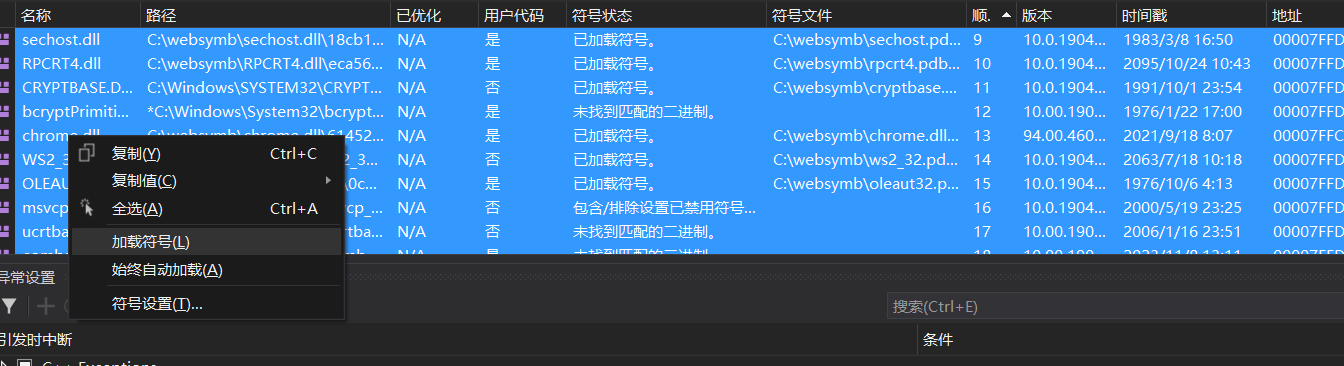 名称 路径 已优化 用户代码 符号状态 符号文件 顺. 版本 时间戳 地址
sechost.dll C:\websymb\sechost.dll\18cb1... N/A 是 已加载符号。 C:\websymb\sechost.pd... 9 10.0.1904... 1983/3/8 16:50 00007FFD
RPCRT4.dll C:\websymb\RPCRT4.dll\eca56... N/A 是 已加载符号。 C:\websymb\rpcrt4.pdb... 10 10.0.1904... 2095/10/24 10:43 00007FFD
CRYPTBASE.D... C:\Windows\SYSTEM32\CRYPT... N/A 否 已加载符号。 C:\websymb\cryptbase.... 11 10.0.1904... 1991/10/1 23:54 00007FFD
bcryptPrimiti... *C:\Windows\System32\bcrypt... N/A 是 未找到匹配的二进制。 12 10.00.190... 1976/1/22 17:00 00007FFD
chrome.dll C:\websymb\chrome.dll\61452... N/A 是 已加载符号。 C:\websymb\chrome.dll... 13 94.00.460... 2021/9/18 8:07 00007FFC
WS2_3 2_3... N/A 是 已加载符号。 C:\websymb\ws2_32.pd... 14 10.0.1904... 2063/7/18 10:18 00007FFD
OLEAU \0c... N/A 是 已加载符号。 C:\websymb\oleaut32.p... 15 10.0.1904... 1976/10/6 4:13 00007FFD
msvcp vcp_... N/A 否 包含/排除设置已禁用符号... 16 10.00.190... 2000/5/19 23:25 00007FFD
ucrtba rtba... N/A 否 未找到匹配的二进制。 17 10.00.190... 2006/1/16 23:51 00007FFD
复制(Y) Ctrl+C
复制值(C)
全选(A) Ctrl+A
加载符号(L)
始终自动加载(A)
符号设置(T)...
异常设置
搜索(Ctrl+E)
引发时中断 条件
C++ Exceptions